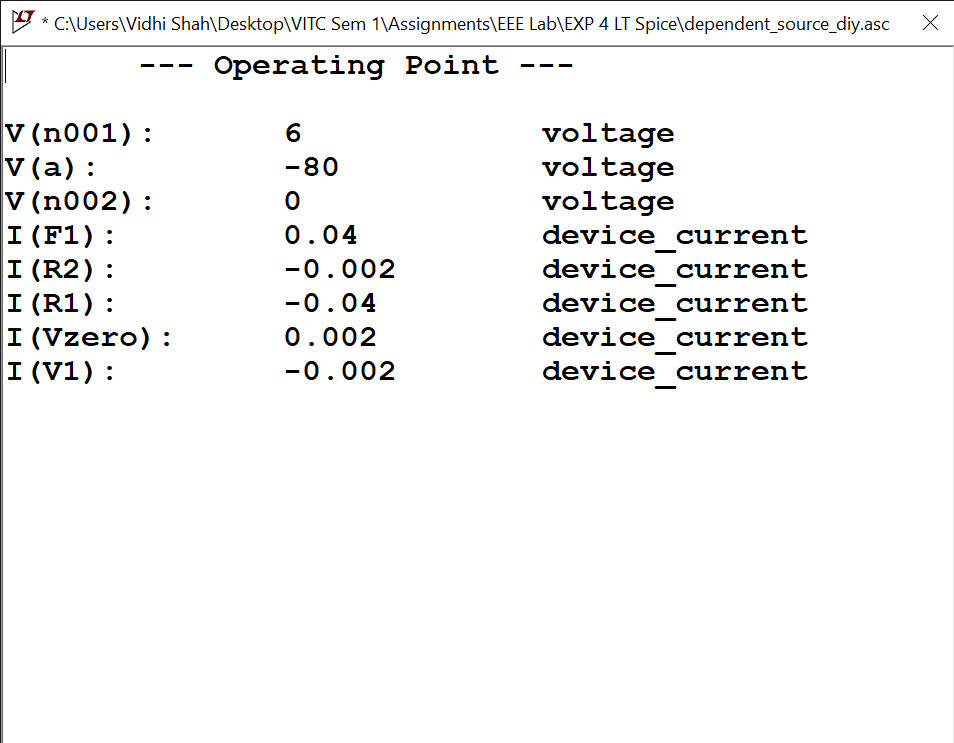 * C:\Users\Vidhi Shah\Desktop\VITC Sem 1\Assignments\EEE Lab\EXP 4 LT Spice\dependent_source_diy.asc
--- Operating Point ---
V(n001): 6 voltage
V(a): -80 voltage
V(n002): 0 voltage
I(F1): 0.04 device_current
I(R2): -0.002 device_current
I(R1): -0.04 device_current
I(Vzero): 0.002 device_current
I(V1): -0.002 device_current